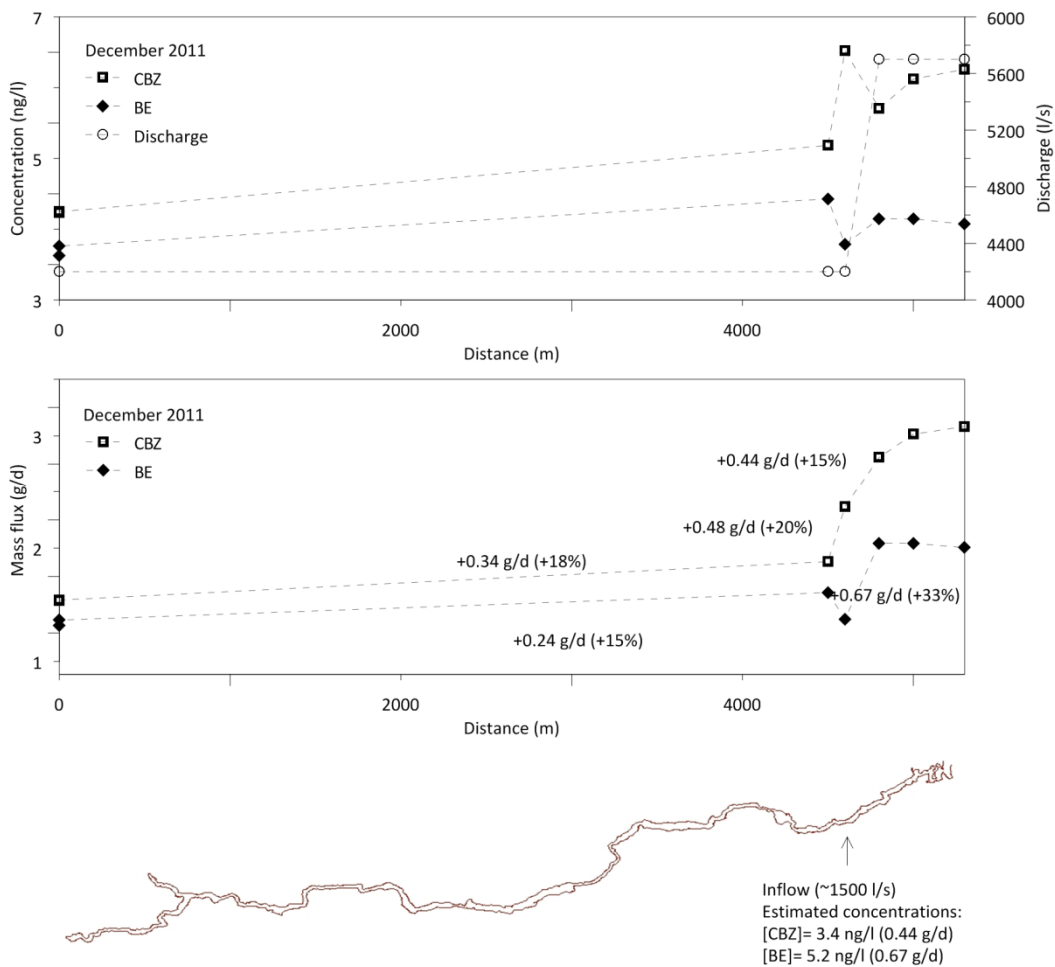 7
6000
December 2011
CBZ
BE
Discharge
5600
5200
5
4800
4400
3
4000
Concentration (ng/l)
Discharge (l/s)
0
2000
4000
Distance (m)
December 2011
CBZ
BE
3
2
1
Mass flux (g/d)
+0.44 g/d (+15%)
+0.48 g/d (+20%)
+0.34 g/d (+18%)
+0.67 g/d (+33%)
+0.24 g/d (+15%)
0
2000
4000
Distance (m)
Inflow (~1500 l/s)
Estimated concentrations:
[CBZ]= 3.4 ng/l (0.44 g/d)
[BE]= 5.2 ng/l (0.67 g/d)